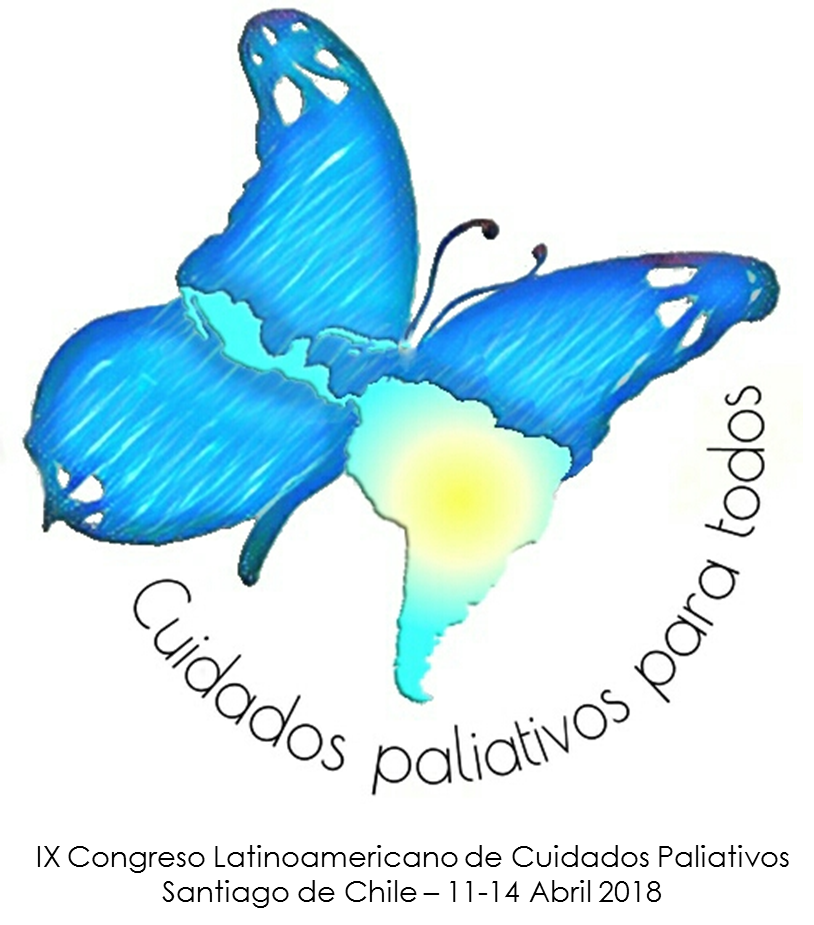 Cuidados paliativos para todos
IX Congreso Latinoamericano de Cuidados Paliativos
Santiago de Chile – 11-14 Abril 2018